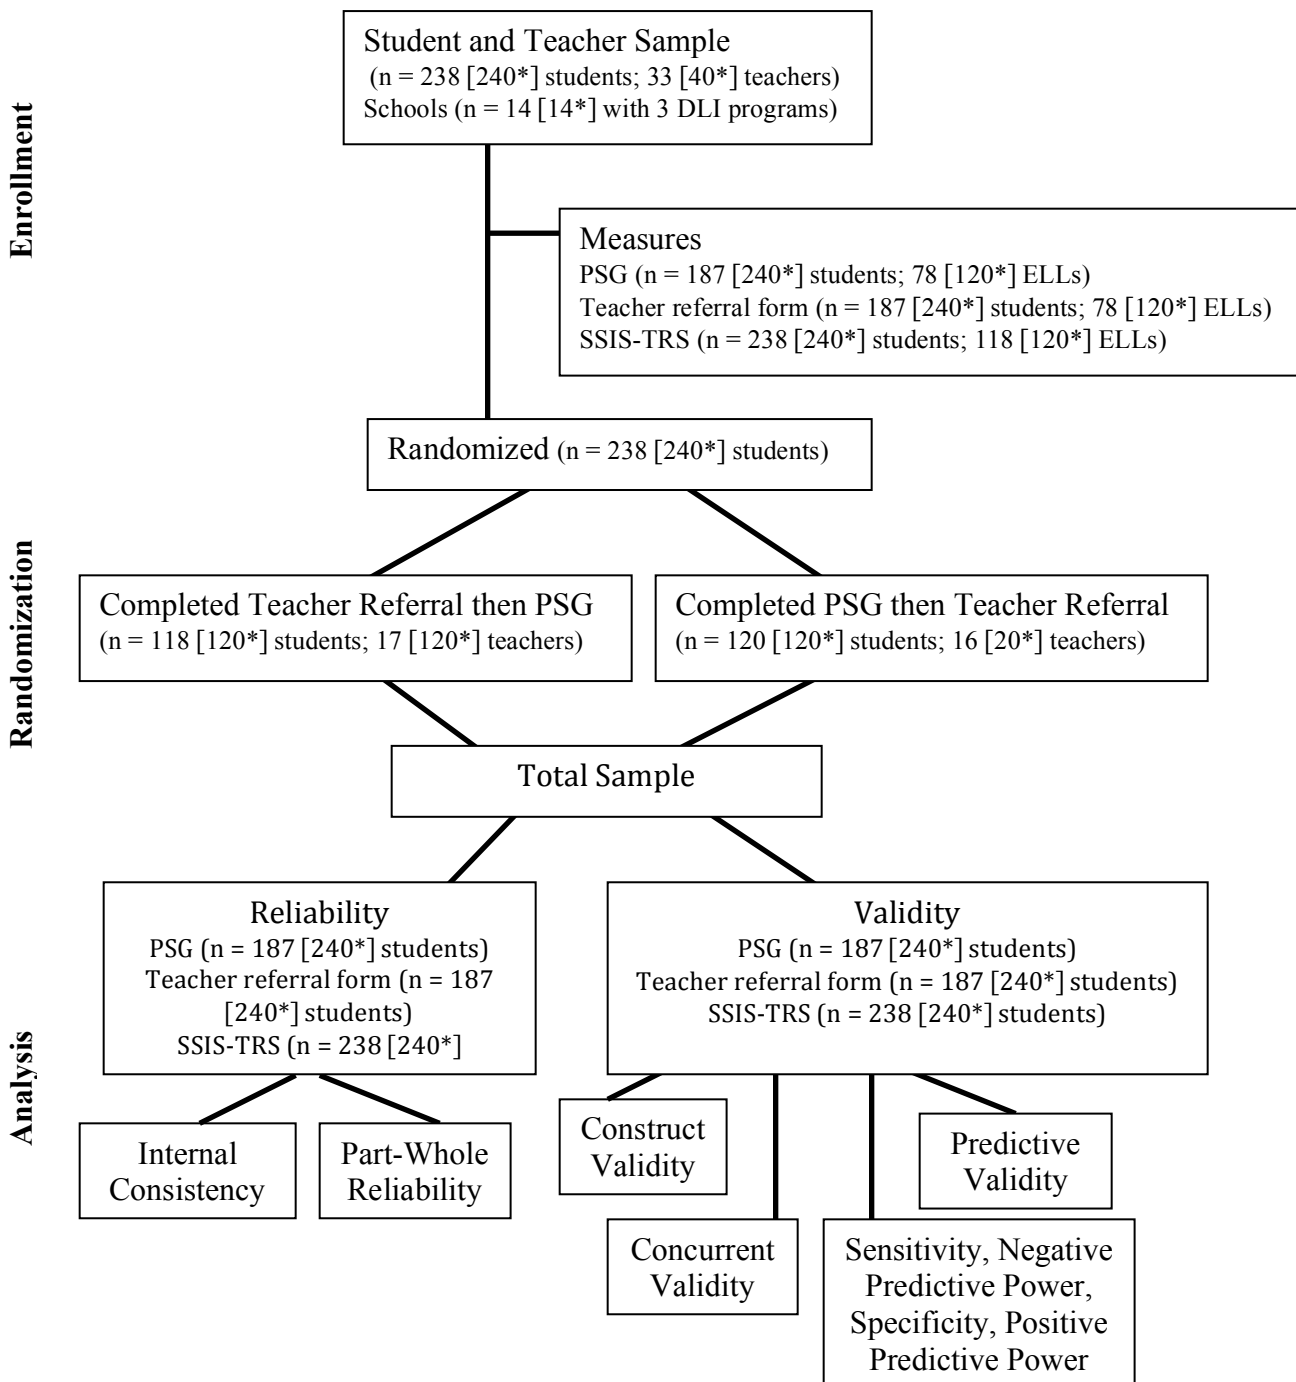 Enrollment
Student and Teacher Sample
(n = 238 [240*] students; 33 [40*] teachers)
Schools (n = 14 [14*] with 3 DLI programs)
Measures
PSG (n = 187 [240*] students; 78 [120*] ELLs)
Teacher referral form (n = 187 [240*] students; 78 [120*] ELLs)
SSIS-TRS (n = 238 [240*] students; 118 [120*] ELLs)
Randomized (n = 238 [240*] students)
Randomization
Completed Teacher Referral then PSG
(n = 118 [120*] students; 17 [120*] teachers)
Completed PSG then Teacher Referral
(n = 120 [120*] students; 16 [20*] teachers)
Total Sample
Analysis
Reliability
PSG (n = 187 [240*] students)
Teacher referral form (n = 187
[240*] students)
SSIS-TRS (n = 238 [240*]
Validity
PSG (n = 187 [240*] students)
Teacher referral form (n = 187 [240*] students)
SSIS-TRS (n = 238 [240*] students)
Internal
Consistency
Part-Whole
Reliability
Construct
Validity
Predictive
Validity
Concurrent
Validity
Sensitivity, Negative
Predictive Power,
Specificity, Positive
Predictive Power